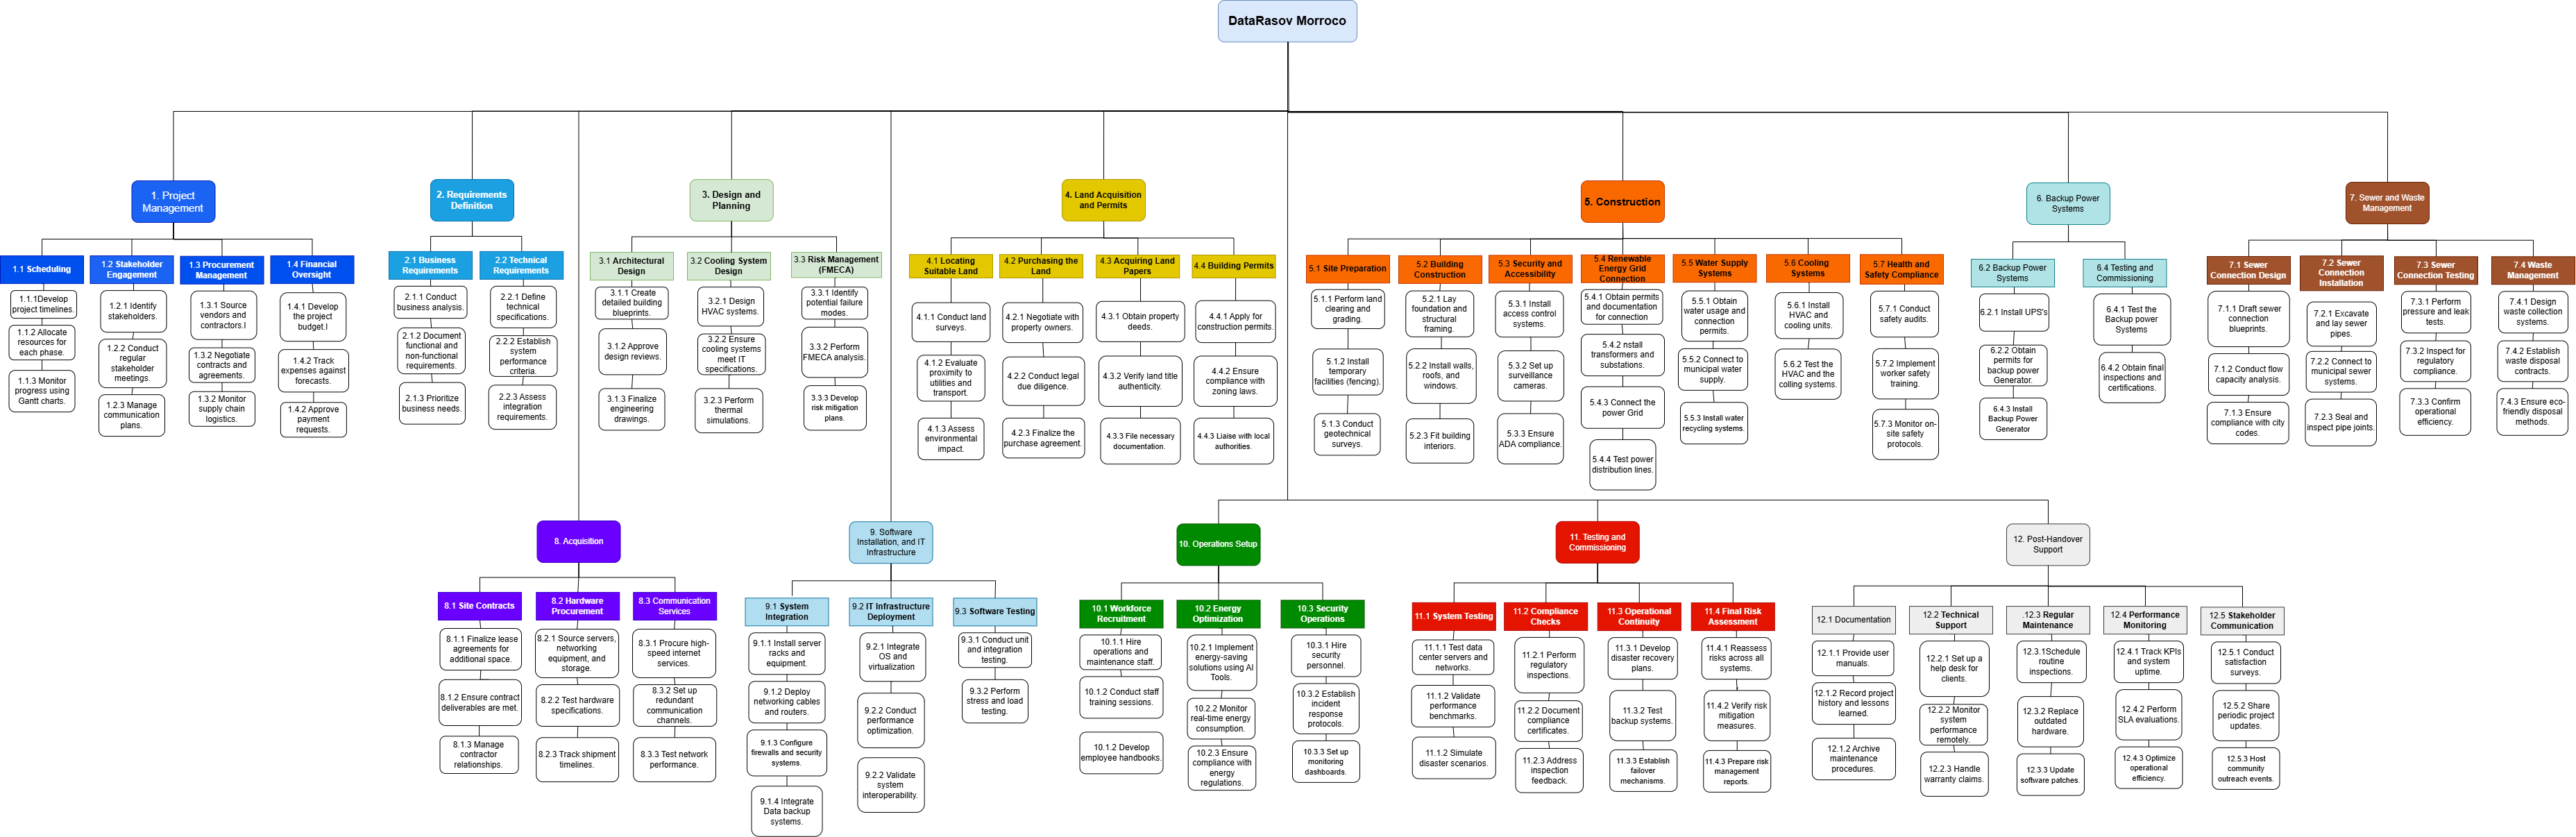 DataRasov Morroco
1. Project
Management
1.1 Scheduling
1.1.1Develop
project timelines.
1.1.2 Allocate
resources for
each phase.
1.1.3 Monitor
progress using
Gantt charts.
1.2 Stakeholder
Engagement
1.2.1 Identify
stakeholders.
1.2.2 Conduct
regular
stakeholder
meetings.
1.2.3 Manage
communication
plans.
1.3 Procurement
Management
1.3.1 Source
vendors and
contractors.l
1.3.2 Negotiate
contracts and
agreements.
1.3.2 Monitor
supply chain
logistics.
1.4 Financial
Oversight
1.4.1 Develop
the project
budget.l
1.4.2 Track
expenses against
forecasts.
1.4.2 Approve
payment
requests.
2. Requirements
Definition
2.1 Business
Requirements
2.1.1 Conduct
business analysis.
2.1.2 Document
functional and
non-functional
requirements.
2.1.3 Prioritize
business needs.
2.2 Technical
Requirements
2.2.1 Define
technical
specifications.
2.2.2 Establish
system
performance
criteria.
2.2.3 Assess
integration
requirements.
3. Design and
Planning
3.1 Architectural
Design
3.1.1 Create
detailed building
blueprints.
3.1.2 Approve
design reviews.
3.1.3 Finalize
engineering
drawings.
3.2 Cooling System
Design
3.2.1 Design
HVAC systems.
3.2.2 Ensure
cooling systems
meet IT
specifications.
3.2.3 Perform
thermal
simulations.
3.3 Risk Management
(FMECA)
3.3.1 Identify
potential failure
modes.
3.3.2 Perform
FMECA analysis.
3.3.3 Develop
risk mitigation
plans.
4. Land Acquisition
and Permits
4.1 Locating
Suitable Land
4.1.1 Conduct land
surveys.
4.1.2 Evaluate
proximity to
utilities and
transport.
4.1.3 Assess
environmental
impact.
4.2 Purchasing the
Land
4.2.1 Negotiate with
property owners.
4.2.2 Conduct legal
due diligence.
4.2.3 Finalize the
purchase agreement.
4.3 Acquiring Land
Papers
4.3.1 Obtain property
deeds.
4.3.2 Verify land title
authenticity.
4.3.3 File necessary
documentation.
4.4 Building Permits
4.4.1 Apply for
construction permits.
4.4.2 Ensure
compliance with
zoning laws.
4.4.3 Liaise with local
authorities.
5. Construction
5.1 Site Preparation
5.1.1 Perform land
clearing and
grading.
5.1.2 Install
temporary
facilities (fencing).
5.1.3 Conduct
geotechnical
surveys.
5.2 Building
Construction
5.2.1 Lay
foundation and
structural
framing.
5.2.2 Install walls,
roofs, and
windows.
5.2.3 Fit building
interiors.
5.3 Security and
Accessibility
5.3.1 Install
access control
systems.
5.3.2 Set up
surveillance
cameras.
5.3.3 Ensure
ADA compliance.
5.4 Renewable
Energy Grid
Connection
5.4.1 Obtain permits
and documentation
for connection
5.4.2 nstall
transformers and
substations.
5.4.3 Connect the
power Grid
5.4.4 Test power
distribution lines.
5.5 Water Supply
Systems
5.5.1 Obtain
water usage and
connection
permits.
5.5.2 Connect to
municipal water
supply.
5.5.3 Install water
recycling systems.
5.6 Cooling
Systems
5.6.1 Install
HVAC and
cooling units.
5.6.2 Test the
HVAC and the
colling systems.
5.7 Health and
Safety Compliance
5.7.1 Conduct
safety audits.
5.7.2 Implement
worker safety
training.
5.7.3 Monitor on-
site safety
protocols.
6. Backup Power
Systems
6.2 Backup Power
Systems
6.2.1 Install UPS's
6.2.2 Obtain
permits for
backup power
Generator.
6.4.3 Install
Backup Power
Generator
6.4 Testing and
Commissioning
6.4.1 Test the
Backup power
Systems
6.4.2 Obtain final
inspections and
certifications.
7. Sewer and Waste
Management
7.1 Sewer
Connection Design
7.1.1 Draft sewer
connection
blueprints.
7.1.2 Conduct flow
capacity analysis.
7.1.3 Ensure
compliance with city
codes.
7.2 Sewer
Connection
Installation
7.2.1 Excavate
and lay sewer
pipes.
7.2.2 Connect to
municipal sewer
systems.
7.2.3 Seal and
inspect pipe joints.
7.3 Sewer
Connection Testing
7.3.1 Perform
pressure and leak
tests.
7.3.2 Inspect for
regulatory
compliance.
7.3.3 Confirm
operational
efficiency.
7.4 Waste
Management
7.4.1 Design
waste collection
systems.
7.4.2 Establish
waste disposal
contracts.
7.4.3 Ensure eco-
friendly disposal
methods.
8. Acquisition
8.1 Site Contracts
8.1.1 Finalize lease
agreements for
additional space.
8.1.2 Ensure contract
deliverables are met.
8.1.3 Manage
contractor
relationships.
8.2 Hardware
Procurement
8.2.1 Source servers,
networking
equipment, and
storage.
8.2.2 Test hardware
specifications.
8.2.3 Track shipment
timelines.
8.3 Communication
Services
8.3.1 Procure high-
speed internet
services.
8.3.2 Set up
redundant
communication
channels.
8.3.3 Test network
performance.
9. Software
Installation, and IT
Infrastructure
9.1 System
Integration
9.1.1 Install server
racks and
equipment.
9.1.2 Deploy
networking cables
and routers.
9.1.3 Configure
firewalls and security
systems.
9.1.4 Integrate
Data backup
systems.
9.2 IT Infrastructure
Deployment
9.2.1 Integrate
OS and
virtualization
9.2.2 Conduct
performance
optimization.
9.2.2 Validate
system
interoperability.
9.3 Software Testing
9.3.1 Conduct unit
and integration
testing.
9.3.2 Perform
stress and load
testing.
10. Operations Setup
10.1 Workforce
Recruitment
10.1.1 Hire
operations and
maintenance staff.
10.1.2 Conduct staff
training sessions.
10.1.2 Develop
employee handbooks.
10.2 Energy
Optimization
10.2.1 Implement
energy-saving
solutions using AI
Tools.
10.2.2 Monitor
real-time energy
consumption.
10.2.3 Ensure
compliance with
energy
regulations.
10.3 Security
Operations
10.3.1 Hire
security
personnel.
10.3.2 Establish
incident
response
protocols.
10.3.3 Set up
monitoring
dashboards.
11. Testing and
Commissioning
11.1 System Testing
11.1.1 Test data
center servers and
networks.
11.1.2 Validate
performance
benchmarks.
11.1.2 Simulate
disaster scenarios.
11.2 Compliance
Checks
11.2.1 Perform
regulatory
inspections.
11.2.2 Document
compliance
certificates.
11.2.3 Address
inspection
feedback.
11.3 Operational
Continuity
11.3.1 Develop
disaster recovery
plans.
11.3.2 Test
backup systems.
11.3.3 Establish
failover
mechanisms.
11.4 Final Risk
Assessment
11.4.1 Reassess
risks across all
systems.
11.4.2 Verify risk
mitigation
measures.
11.4.3 Prepare risk
management
reports.
12. Post-Handover
Support
12.1 Documentation
12.1.1 Provide user
manuals.
12.1.2 Record project
history and lessons
learned.
12.1.2 Archive
maintenance
procedures.
12.2 Technical
Support
12.2.1 Set up a
help desk for
clients.
12.2.2 Monitor
system
performance
remotely.
12.2.3 Handle
warranty claims.
.12.3 Regular
Maintenance
12.3.1Schedule
routine
inspections.
12.3.2 Replace
outdated
hardware.
12.3.3 Update
software patches.
12.4 Performance
Monitoring
12.4.1 Track KPIs
and system
uptime.
12.4.2 Perform
SLA evaluations.
12.4.3 Optimize
operational
efficiency.
12.5 Stakeholder
Communication
12.5.1 Conduct
satisfaction
surveys.
12.5.2 Share
periodic project
updates.
12.5.3 Host
community
outreach events.